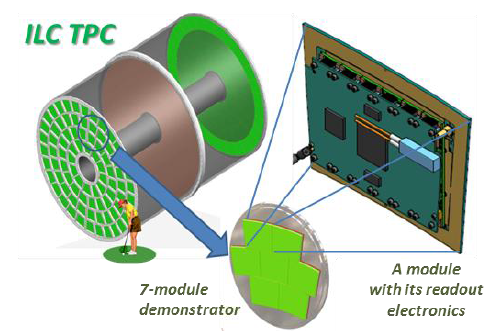 ILC TPC
7-module
demonstrator
A module
with its readout
electronics